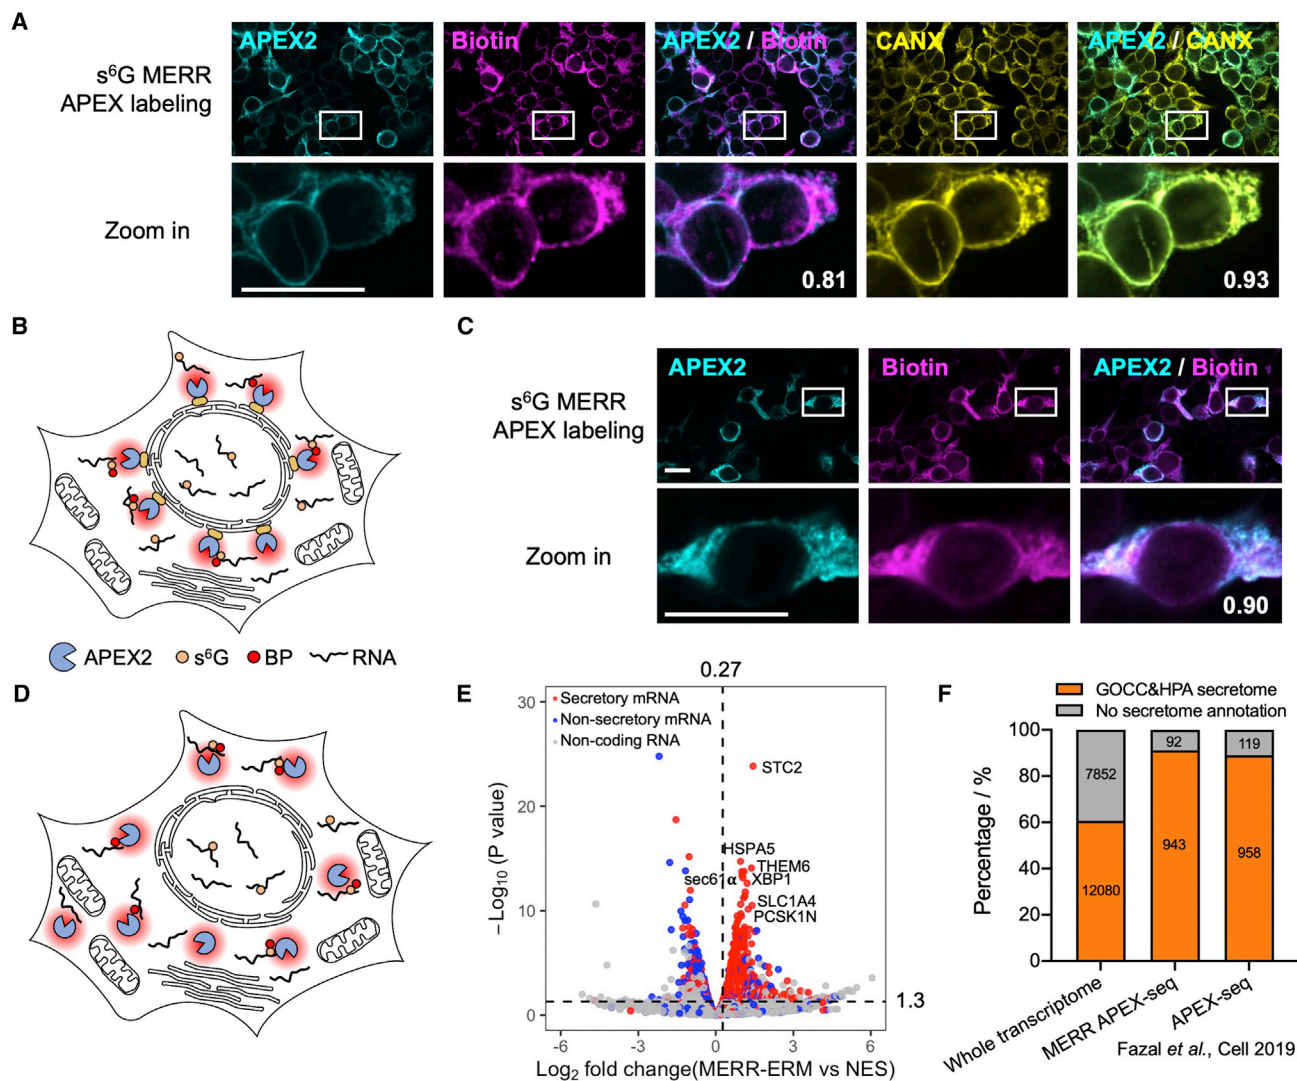 A
APEX2
Biotin
APEX2 / Biotin
CANX
APEX2 / CANX
s⁶G MERR
APEX labeling
Zoom in
0.81
0.93
B
C
APEX2
Biotin
APEX2 / Biotin
s⁶G MERR
APEX labeling
Zoom in
0.90
APEX2
s⁶G
BP
RNA
D
E
0.27
Secretory mRNA
Non-secretory mRNA
Non-coding RNA
30
20
10
0
−Log₁₀ (P value)
STC2
HSPA5
THEM6
sec61α
XBP1
SLC1A4
PCSK1N
1.3
-6
-3
0
3
6
Log₂ fold change(MERR-ERM vs NES)
F
GOCC&HPA secretome
No secretome annotation
100
80
60
40
20
0
Percentage / %
7852
12080
92
943
119
958
Whole transcriptome
MERR APEX-seq
APEX-seq
Fazal et al., Cell 2019